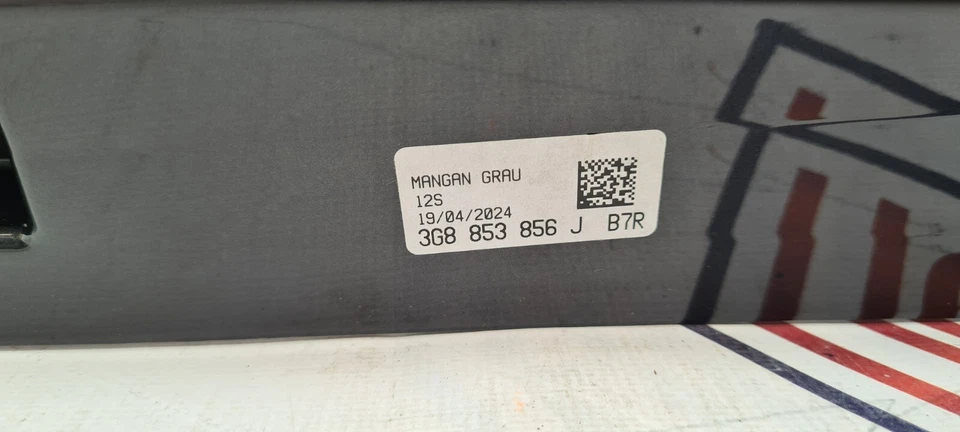 MANGAN GRAU
12S
19/04/2024
3G8 853 856 J B7R